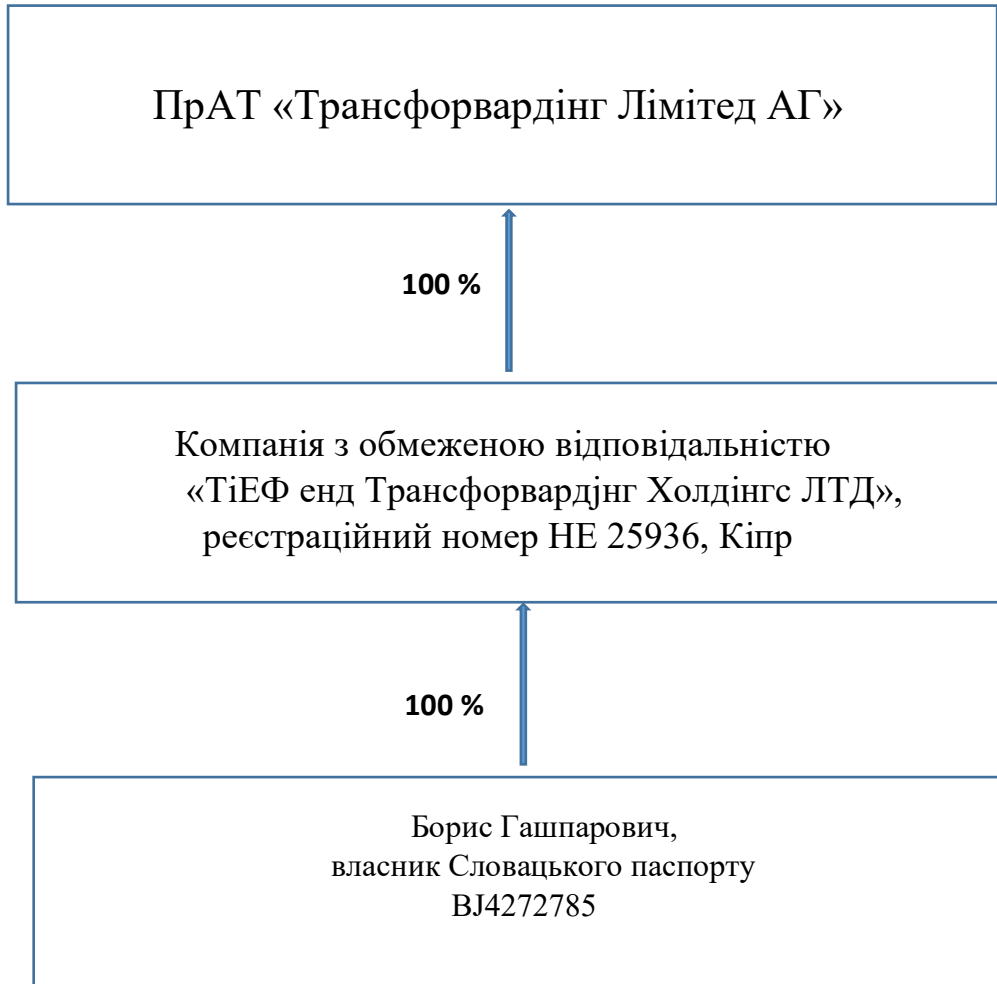 ПрАТ «Трансфорвардінг Лімітед АГ»
100 %
Компанія з обмеженою відповідальністю
«ТіЕФ енд Трансфорвардјнг Холдінгс ЛТД»,
реєстраційний номер НЕ 25936, Кіпр
100 %
Борис Гашпарович,
власник Словацького паспорту
BJ4272785